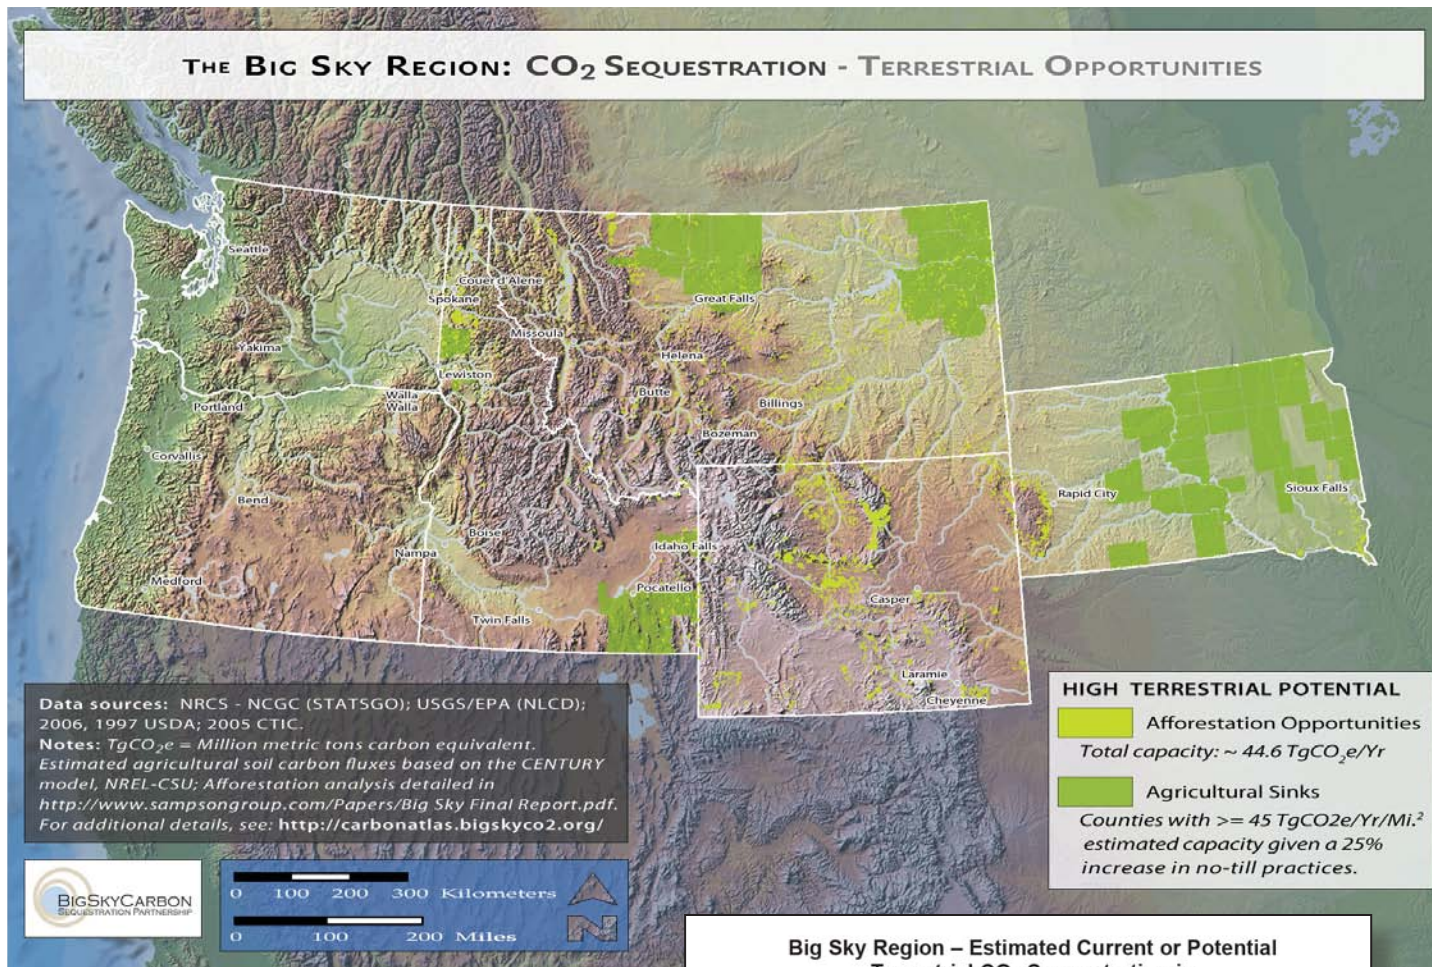 THE BIG SKY REGION: CO2 SEQUESTRATION - TERRESTRIAL OPPORTUNITIES
Seattle
Couer d'Alene
Spokane
Great Falls
Missoula
Yakima
Helena
Lewiston
Butte
Walla
Walla
Portland
Billings
Bozeman
Corvallis
Rapid City
Sioux Falls
Bend
Boise
Idaho Falls
Nampa
Medford
Pocatello
Casper
Twin Falls
Laramie
Cheyenne
Data sources: NRCS - NCGC (STATSGO); USGS/EPA (NLCD);
2006, 1997 USDA; 2005 CTIC.
Notes: TgCO2e = Million metric tons carbon equivalent.
Estimated agricultural soil carbon fluxes based on the CENTURY
model, NREL-CSU; Afforestation analysis detailed in
http://www.sampsongroup.com/Papers/Big Sky Final Report.pdf.
For additional details, see: http://carbonatlas.bigskyco2.org/
HIGH TERRESTRIAL POTENTIAL
Afforestation Opportunities
Total capacity: ~ 44.6 TgCO2e/Yr
Agricultural Sinks
Counties with >= 45 TgCO2e/Yr/Mi.2
estimated capacity given a 25%
increase in no-till practices.
BIGSKYCARBON
SEQUESTRATION PARTNERSHIP
0 100 200 300 Kilometers
0 100 200 Miles
N
Big Sky Region – Estimated Current or Potential